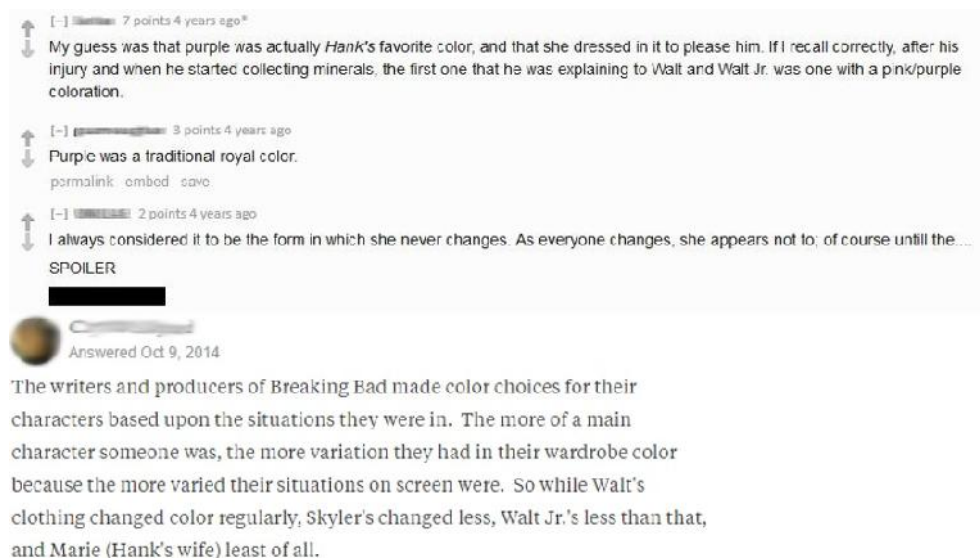 [-] 7 points 4 years ago*
My guess was that purple was actually Hank's favorite color, and that she dressed in it to please him. If I recall correctly, after his
injury and when he started collecting minerals, the first one that he was explaining to Walt and Walt Jr. was one with a pink/purple
coloration.
[-] 3 points 4 years ago
Purple was a traditional royal color.
permalink embed save
[-] 2 points 4 years ago
I always considered it to be the form in which she never changes. As everyone changes, she appears not to; of course untill the....
SPOILER
Answered Oct 9, 2014
The writers and producers of Breaking Bad made color choices for their
characters based upon the situations they were in. The more of a main
character someone was, the more variation they had in their wardrobe color
because the more varied their situations on screen were. So while Walt's
clothing changed color regularly, Skyler's changed less, Walt Jr.'s less than that,
and Marie (Hank's wife) least of all.